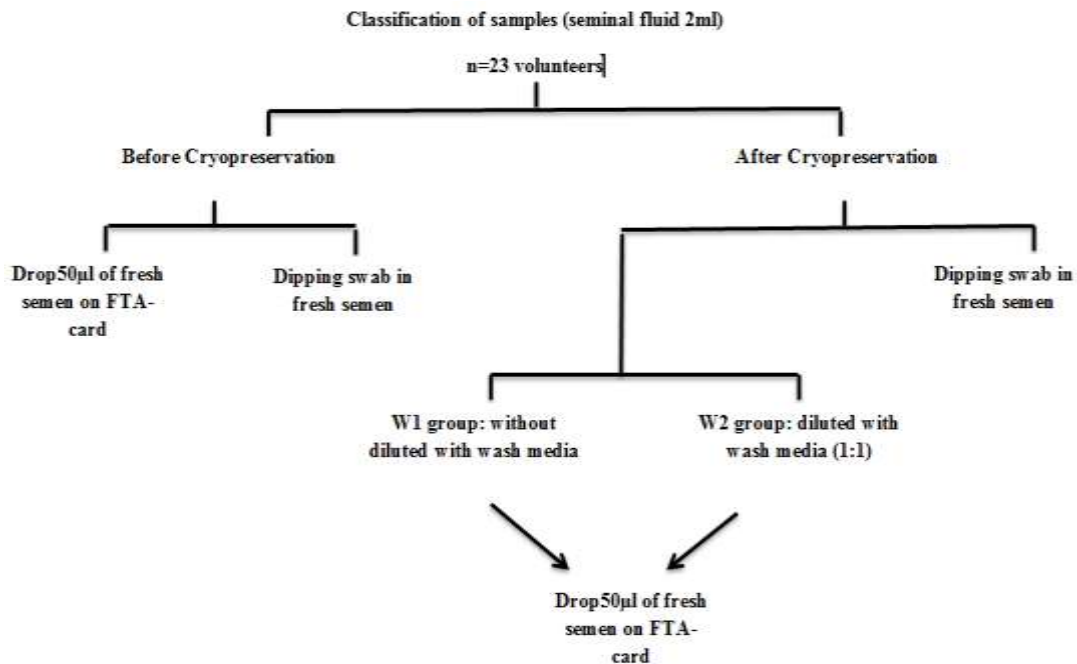 Classification of samples (seminal fluid 2ml)
n=23 volunteers
Before Cryopreservation
After Cryopreservation
Drop50µl of fresh
semen on FTA-
card
Dipping swab in
fresh semen
Dipping swab in
fresh semen
W1 group: without
diluted with wash media
W2 group: diluted with
wash media (1:1)
Drop50µl of fresh
semen on FTA-
card